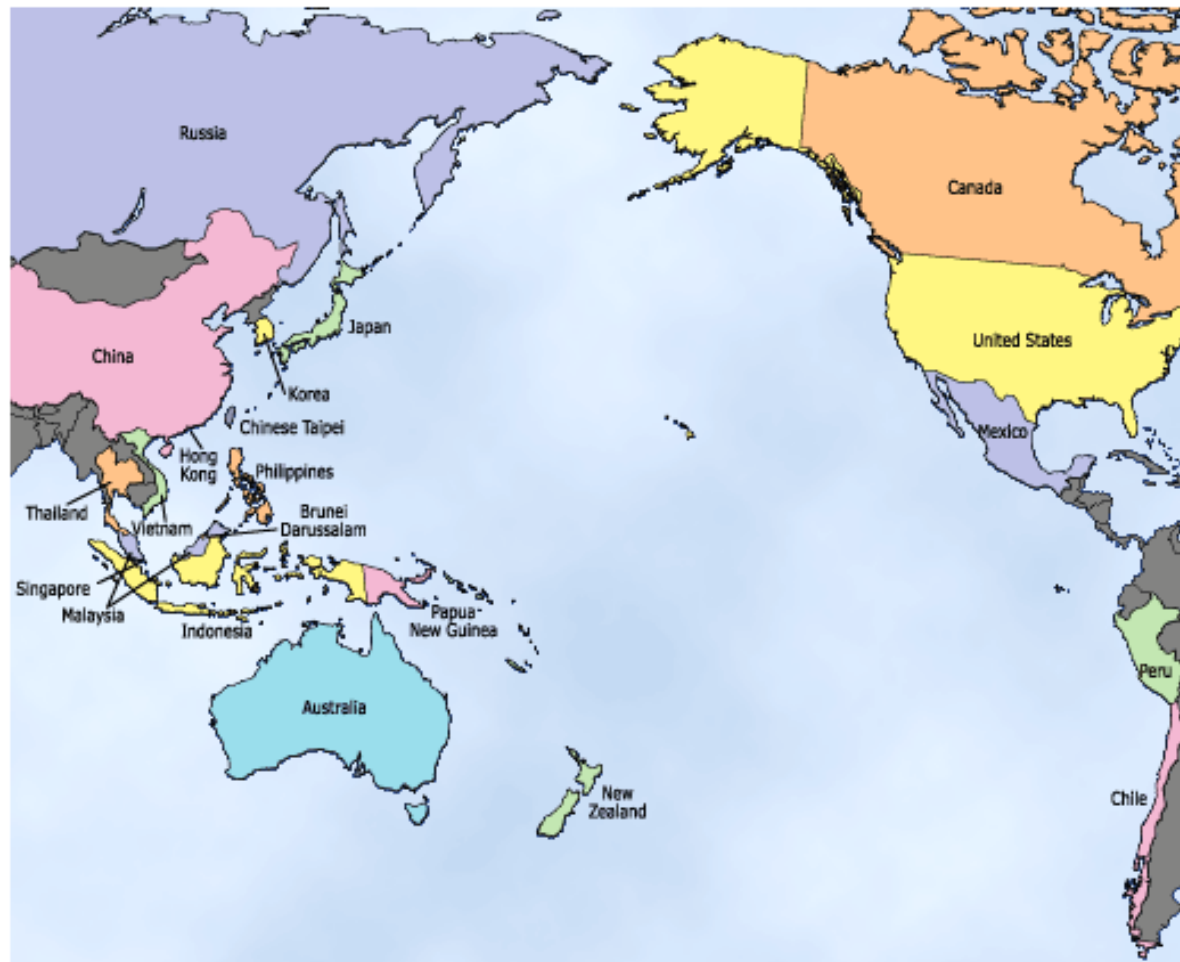 Russia
Canada
Japan
United States
China
Korea
Chinese Taipei
Mexico
Hong
Kong
Philippines
Thailand
Vietnam
Brunei
Darussalam
Singapore
Malaysia
Indonesia
Papua-
New Guinea
Peru
Australia
New
Zealand
Chile